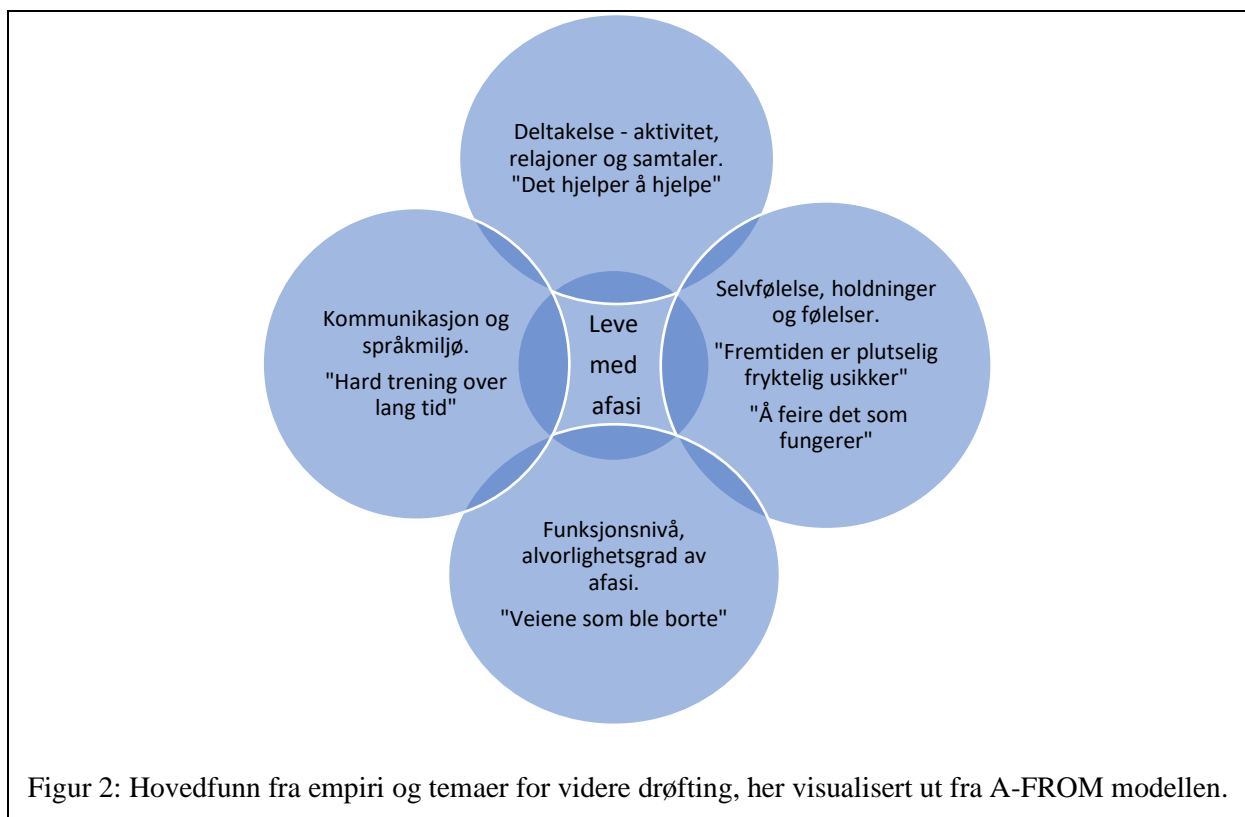 Deltakelse - aktivitet,
relajoner og samtaler.
"Det hjelper å hjelpe"
Kommunikasjon og
språkmiljø.
"Hard trening over
lang tid"
Leve
med
afasi
Selvfølelse, holdninger
og følelser.
"Fremtiden er plutselig
fryktelig usikker"
"Å feire det som
fungerer"
Funksjonsnivå,
alvorlighetsgrad av
afasi.
"Veiene som ble borte"
Figur 2: Hovedfunn fra empiri og temaer for videre drøfting, her visualisert ut fra A-FROM modellen.